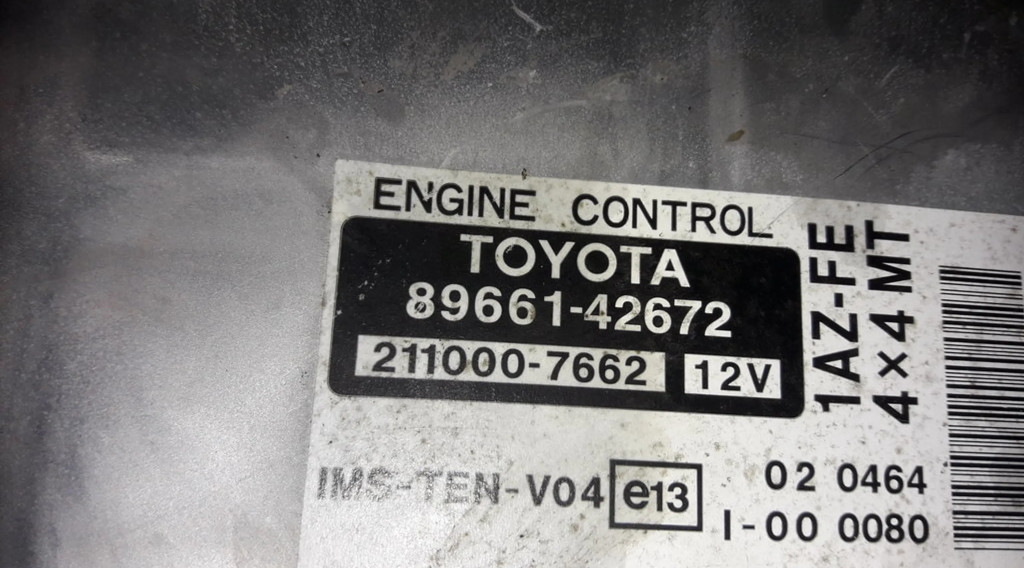 ENGINE CONTROL
TOYOTA
89661-42672
211000-7662 12V
1AZ-FE
4×4 MT
IMS-TEN-V04 e13
02 0464
I-00 0080